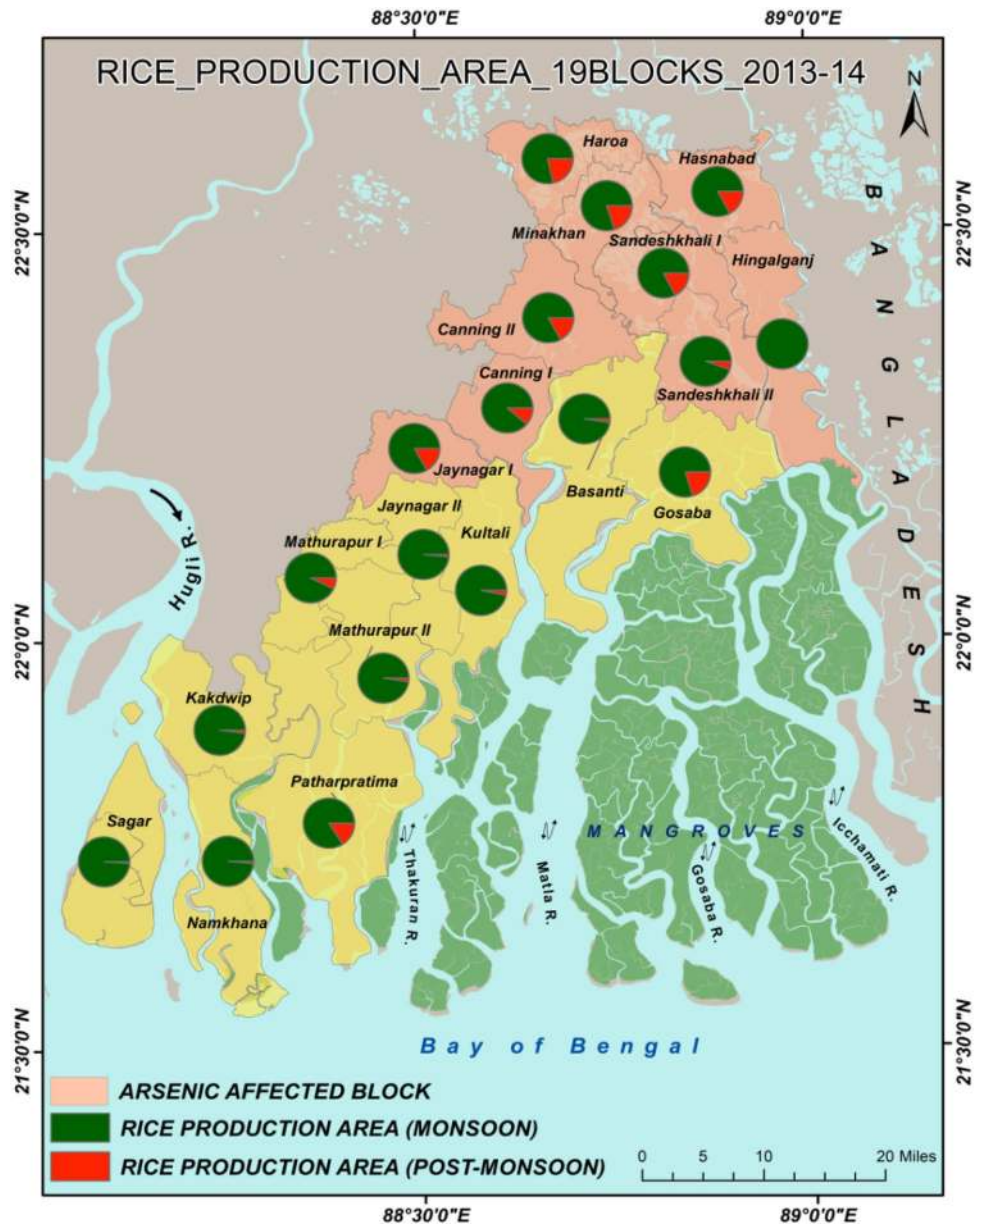 88°30'0"E
89°0'0"E
RICE_PRODUCTION_AREA_19BLOCKS_2013-14
N
Haroa
Hasnabad
BANGLADESH
22°30'0"N
22°30'0"N
Minakhan
Sandeshkhali I
Hingalganj
Canning II
Canning I
Sandeshkhali II
Jaynagar I
Basanti
Jaynagar II
Gosaba
Kultali
Mathurapur I
Hugli R.
22°0'0"N
22°0'0"N
Mathurapur II
Kakdwip
Patharpratima
Sagar
MANGROVES
Icchamati R.
Thakuran R.
Matla R.
Gosaba R.
Namkhana
21°30'0"N
21°30'0"N
Bay of Bengal
ARSENIC AFFECTED BLOCK
RICE PRODUCTION AREA (MONSOON)
RICE PRODUCTION AREA (POST-MONSOON)
0 5 10 20 Miles
88°30'0"E
89°0'0"E